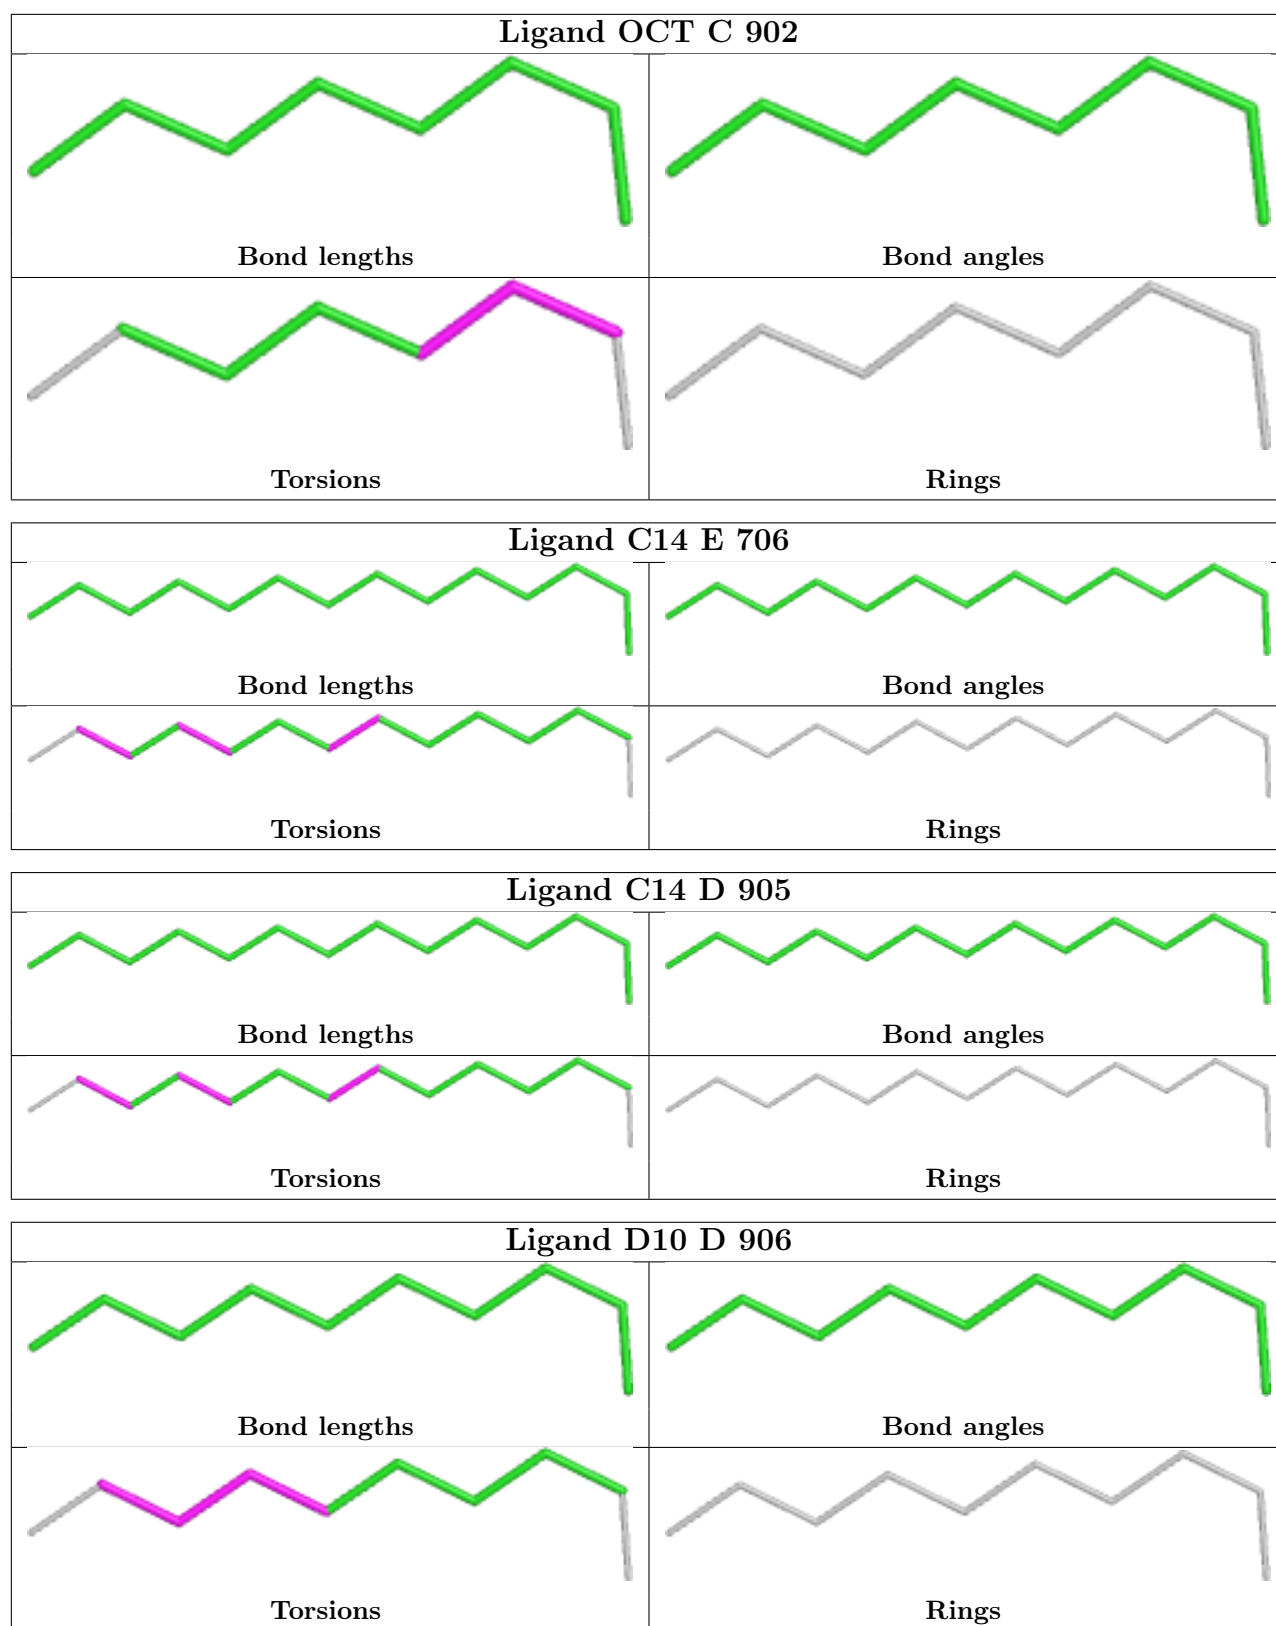 Ligand OCT C 902
Bond lengths
Bond angles
Torsions
Rings
Ligand C14 E 706
Bond lengths
Bond angles
Torsions
Rings
Ligand C14 D 905
Bond lengths
Bond angles
Torsions
Rings
Ligand D10 D 906
Bond lengths
Bond angles
Torsions
Rings